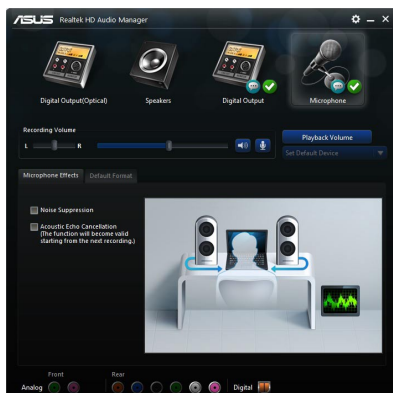 ASUS Realtek HD Audio Manager
Digital Output(Optical)
Speakers
Digital Output
Microphone
Recording Volume
L
R
Playback Volume
Set Default Device
Microphone Effects
Default Format
Noise Suppression
Acoustic Echo Cancellation
(The function will become valid
starting from the next recording.)
Front
Rear
Analog
Digital